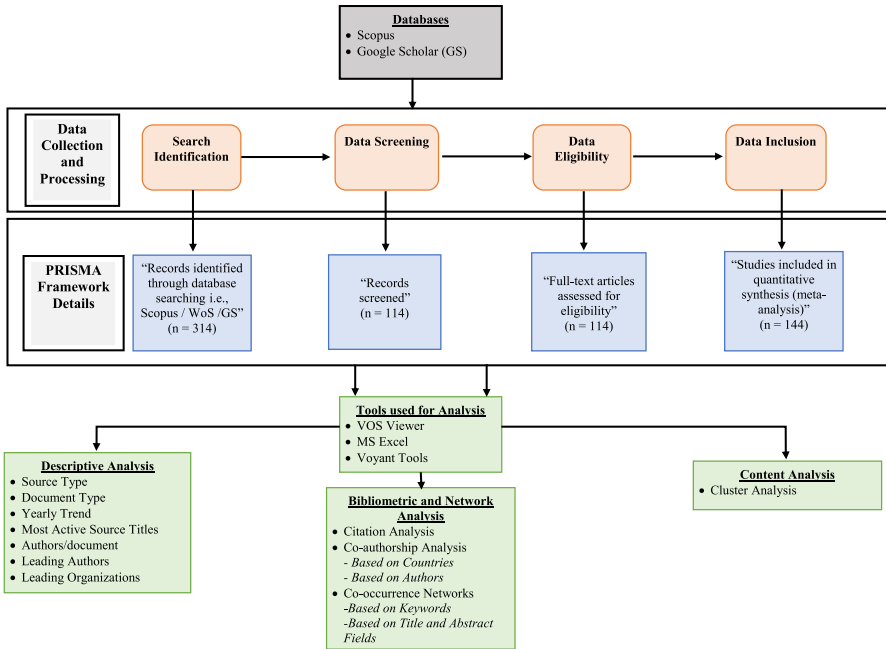 Databases
• Scopus
• Google Scholar (GS)
Data
Collection
and
Processing
Search
Identification
Data Screening
Data
Eligibility
Data Inclusion
PRISMA
Framework
Details
“Records identified
through database
searching i.e.,
Scopus / WoS /GS”
(n = 314)
“Records
screened”
(n = 114)
“Full-text articles
assessed for
eligibility”
(n = 114)
“Studies included in
quantitative
synthesis (meta-
analysis)”
(n = 144)
Tools used for Analysis
• VOS Viewer
• MS Excel
• Voyant Tools
Descriptive Analysis
• Source Type
• Document Type
• Yearly Trend
• Most Active Source Titles
• Authors/document
• Leading Authors
• Leading Organizations
Bibliometric and Network
Analysis
• Citation Analysis
• Co-authorship Analysis
- Based on Countries
- Based on Authors
• Co-occurrence Networks
-Based on Keywords
-Based on Title and Abstract
Fields
Content Analysis
• Cluster Analysis